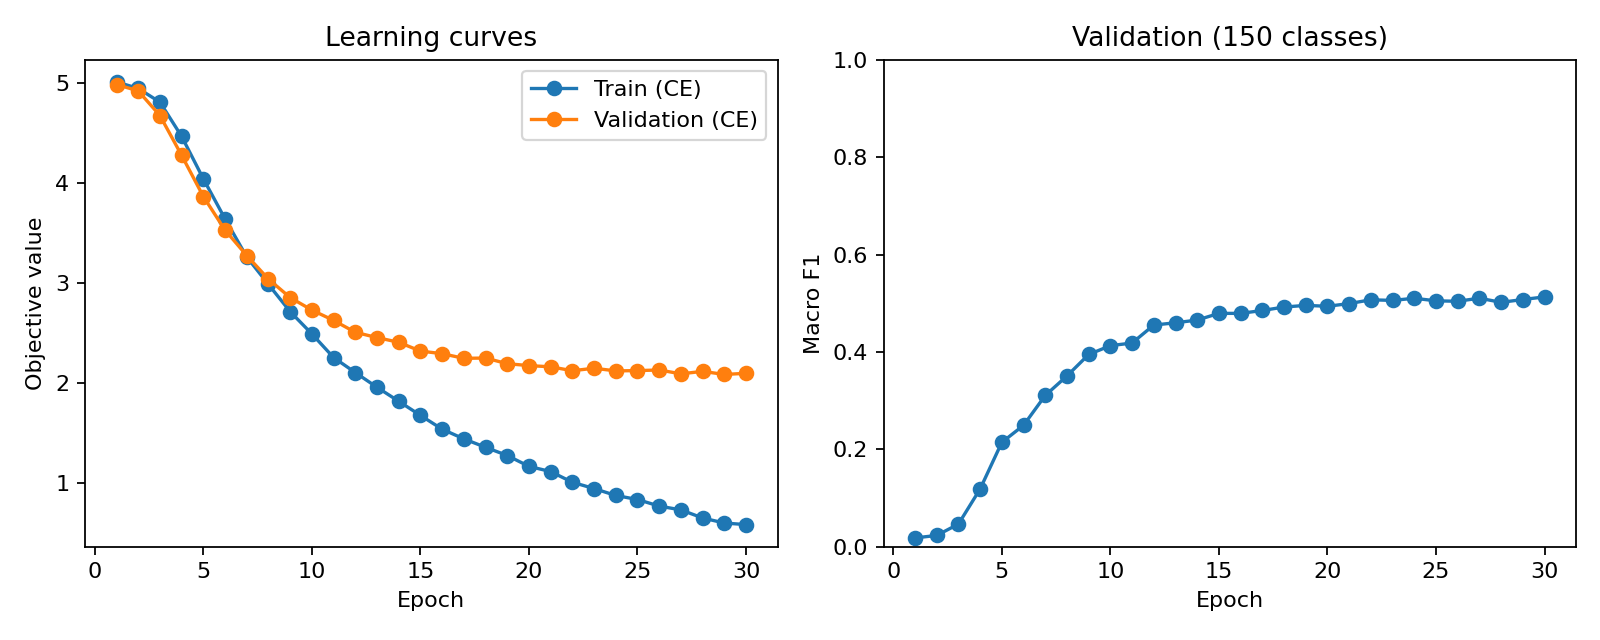 Learning curves
Train (CE)
Validation (CE)
Objective value
5
4
3
2
1
0 5 10 15 20 25 30
Epoch
Validation (150 classes)
Macro F1
1.0
0.8
0.6
0.4
0.2
0.0
0 5 10 15 20 25 30
Epoch